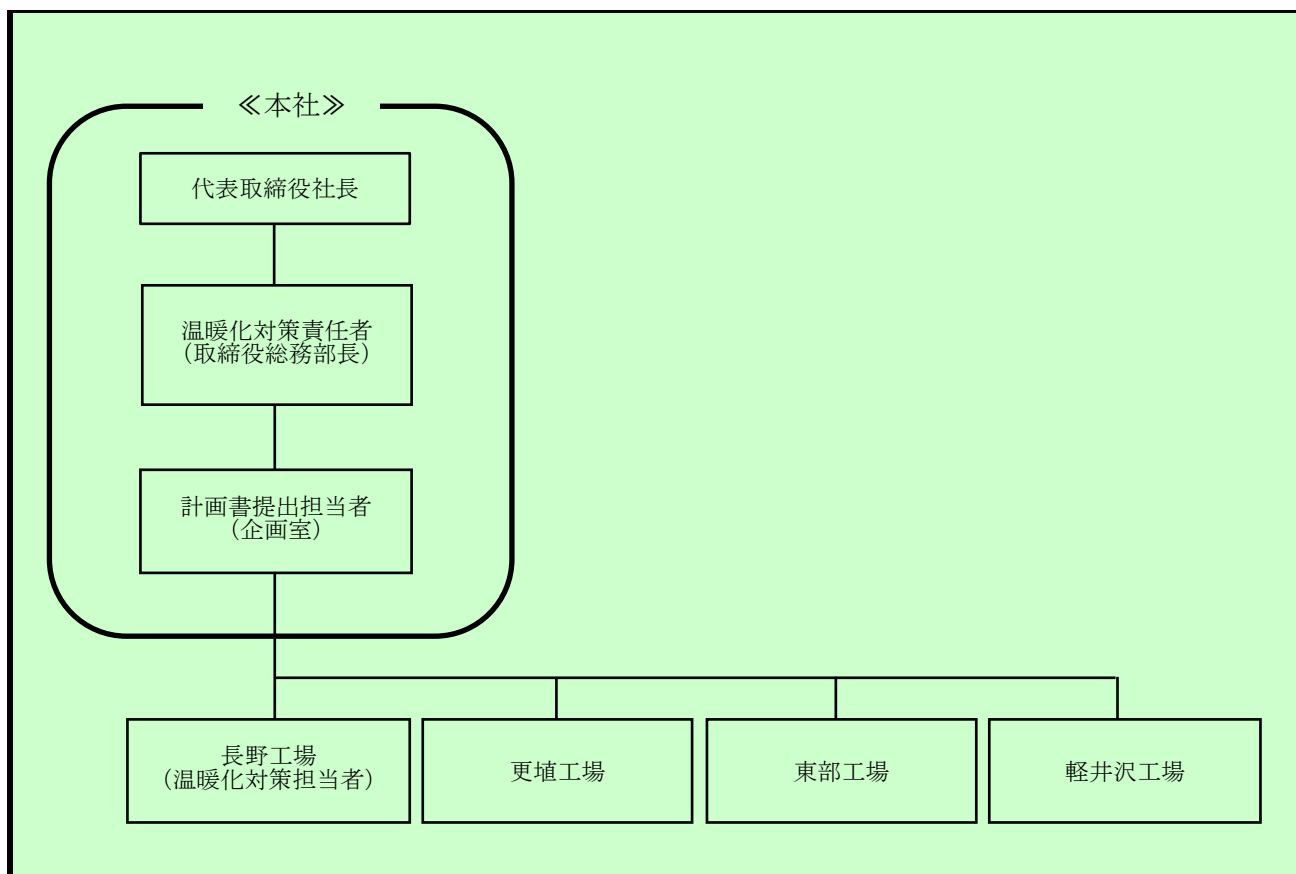 ≪本社≫
代表取締役社長
温暖化対策責任者
（取締役総務部長）
計画書提出担当者
（企画室）
長野工場
（温暖化対策担当者）
更埴工場
東部工場
軽井沢工場